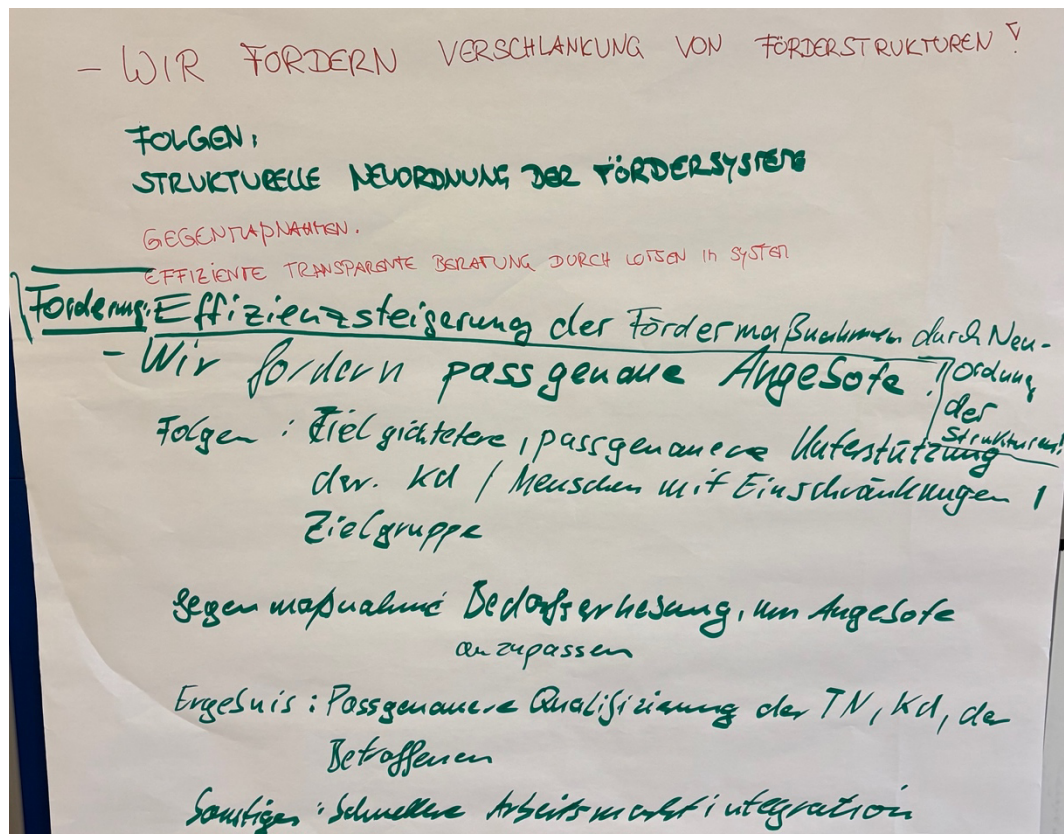 - WIR FORDERN VERSCHLANKUNG VON FÖRDERSTRUKTUREN!
FOLGEN:
STRUKTURELLE NEUORDNUNG DER FÖRDERSYSTEME
GEGENMAßNAHMEN.
EFFIZIENTE TRANSPARENTE BERATUNG DURCH LOTSEN IM SYSTEM
Forderung: Effizienzsteigerung der Fördermaßnahmen durch Neu-
ordnung
der
Strukturen!
- Wir fordern passgenaue Angebote!
Folgen: Zielgichtetere, passgenauere Unterstützung
der. Kd / Menschen mit Einschränkungen /
Zielgruppe
Gegenmaßnahme Bedarfserhebung, um Angebote
anzupassen
Ergebnis: Passgenauere Qualifizierung der TN, Kd, der
Betroffenen
Sonstiges: Schnellere Arbeitsmarktintegration